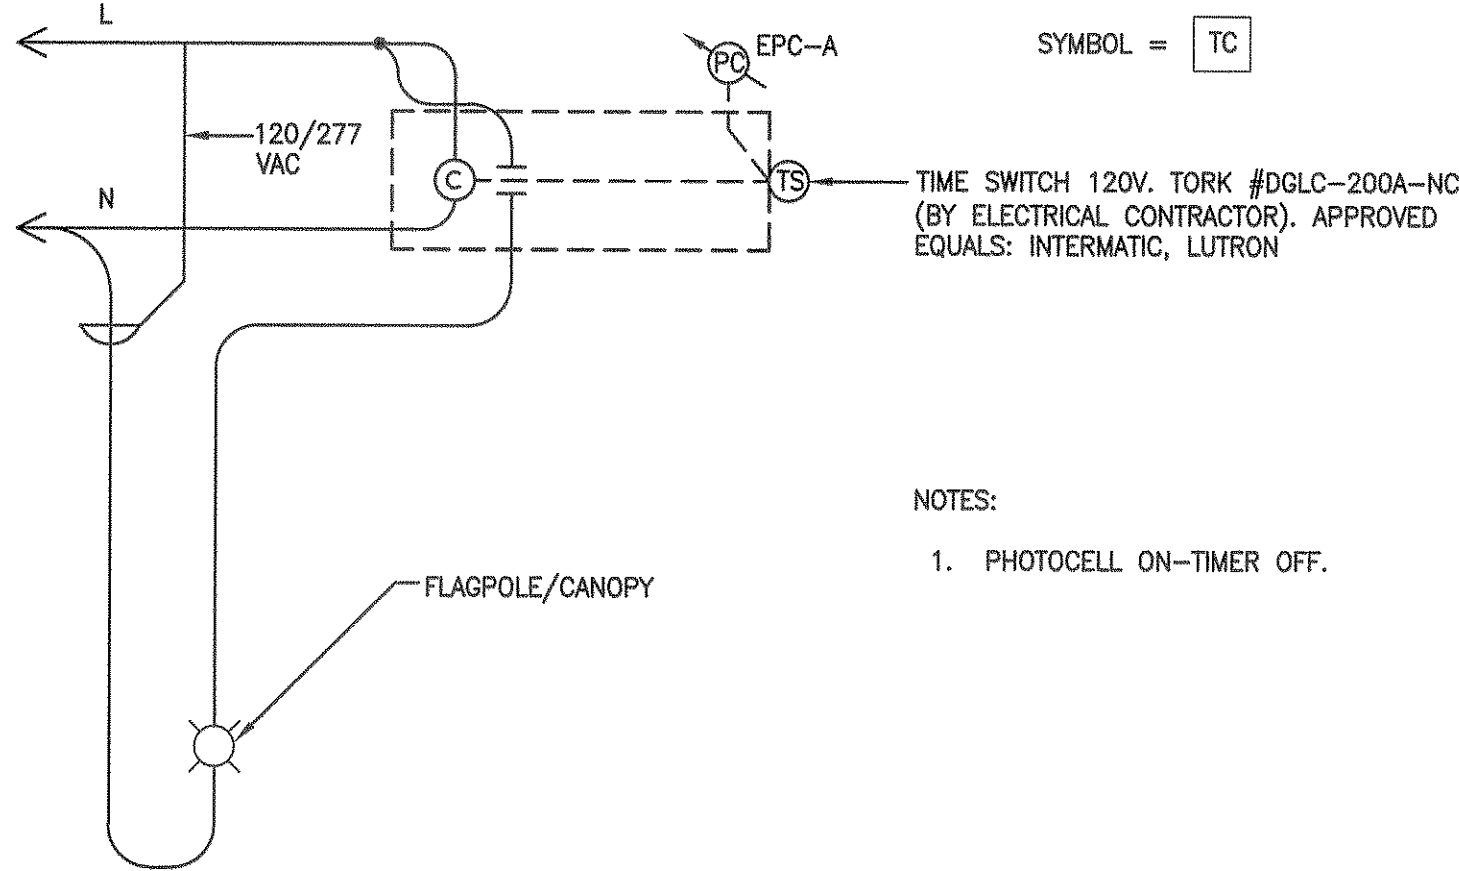 L
EPC-A
PC
SYMBOL = TC
120/277
VAC
C
TS
TIME SWITCH 120V. TORK #DGLC-200A-NC
(BY ELECTRICAL CONTRACTOR). APPROVED
EQUALS: INTERMATIC, LUTRON
N
NOTES:
1. PHOTOCELL ON-TIMER OFF.
FLAGPOLE/CANOPY